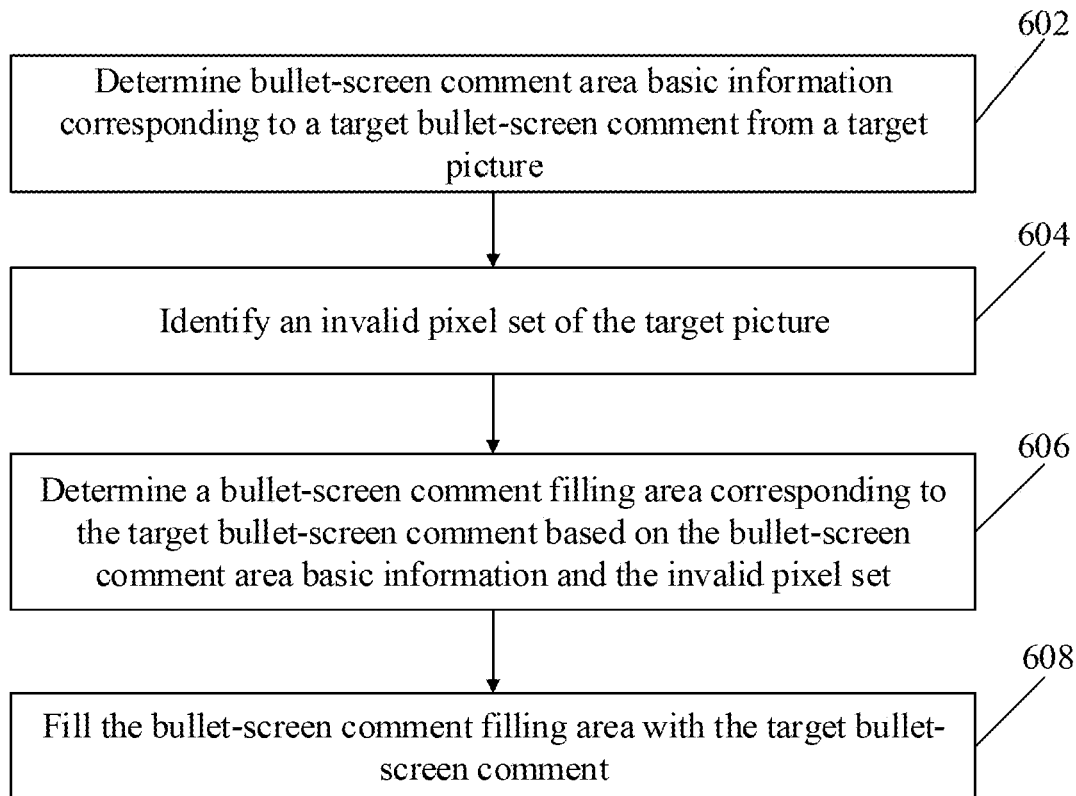 602
Determine bullet-screen comment area basic information
corresponding to a target bullet-screen comment from a target
picture
604
Identify an invalid pixel set of the target picture
606
Determine a bullet-screen comment filling area corresponding to
the target bullet-screen comment based on the bullet-screen
comment area basic information and the invalid pixel set
608
Fill the bullet-screen comment filling area with the target bullet-
screen comment